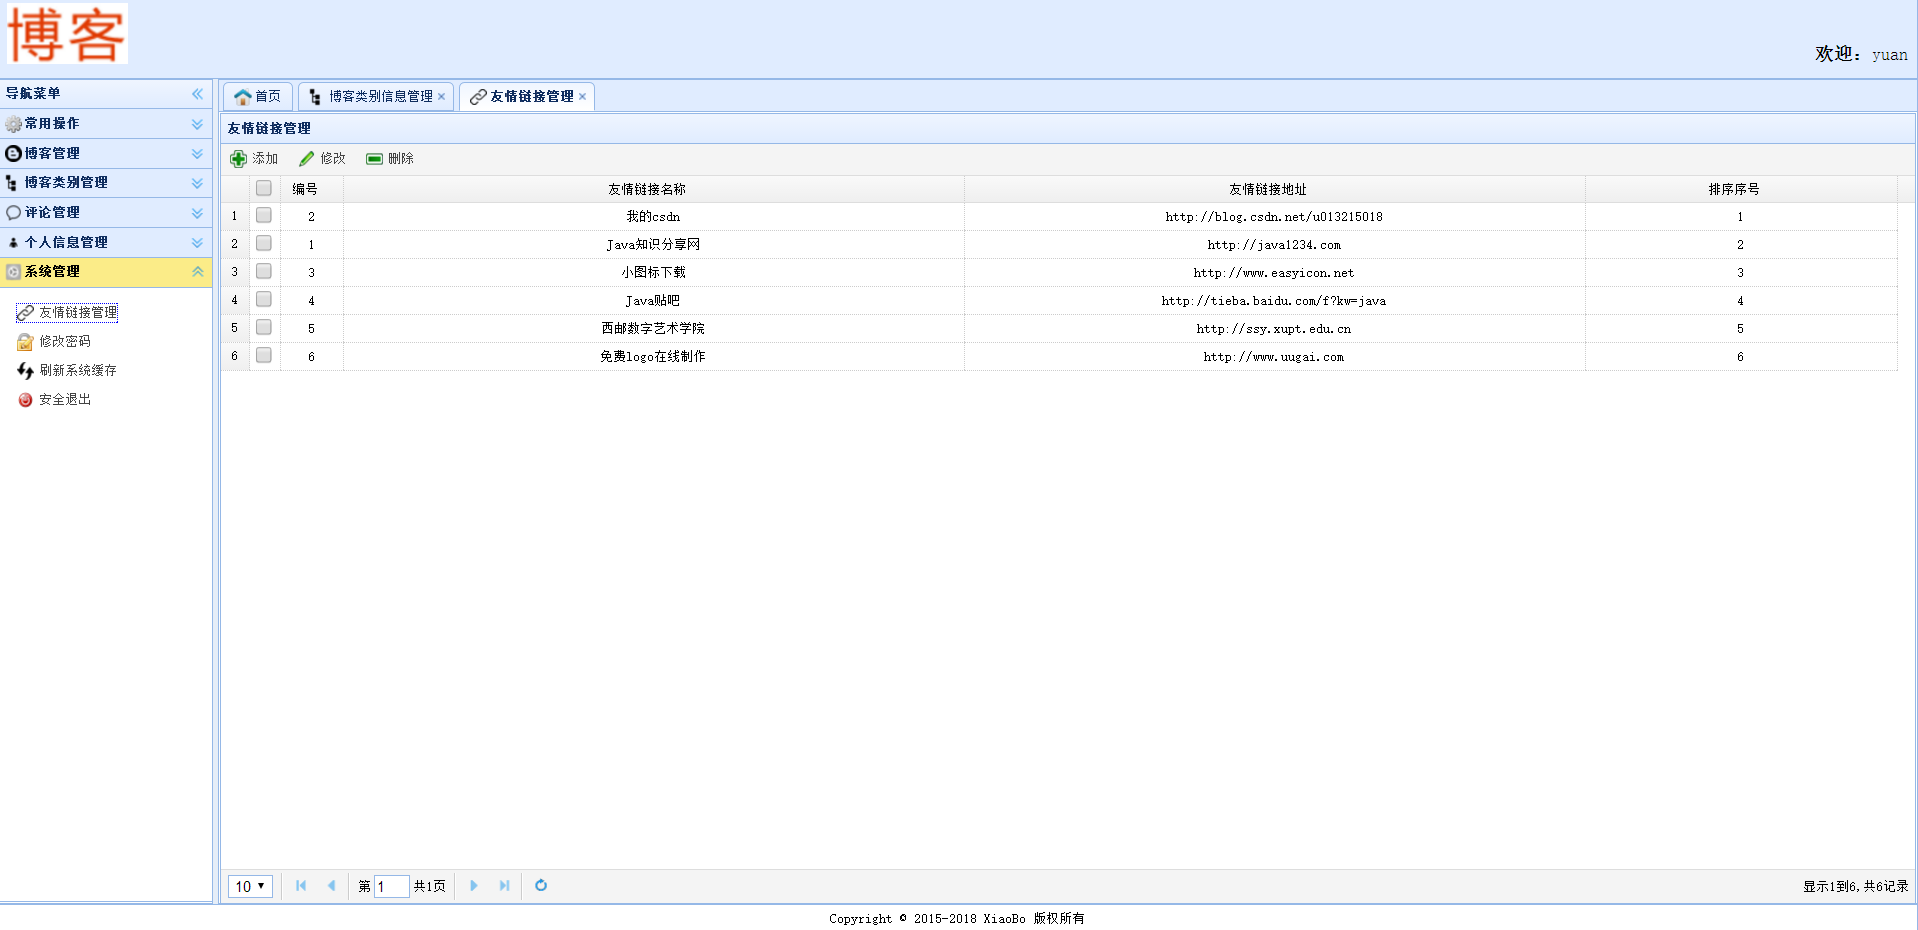 博客
欢迎： yuan
导航菜单
常用操作
博客管理
博客类别管理
评论管理
个人信息管理
系统管理
友情链接管理
修改密码
刷新系统缓存
安全退出
首页 博客类别信息管理 友情链接管理
友情链接管理
添加 修改 删除
编号 友情链接名称 友情链接地址 排序序号
1 2 我的csdn http://blog.csdn.net/u013215018 1
2 1 Java知识分享网 http://java1234.com 2
3 3 小图标下载 http://www.easyicon.net 3
4 4 Java贴吧 http://tieba.baidu.com/f?kw=java 4
5 5 西邮数字艺术学院 http://ssy.xupt.edu.cn 5
6 6 免费logo在线制作 http://www.uugai.com 6
10 第 1 共1页 显示1到6,共6记录
Copyright © 2015-2018 XiaoBo 版权所有